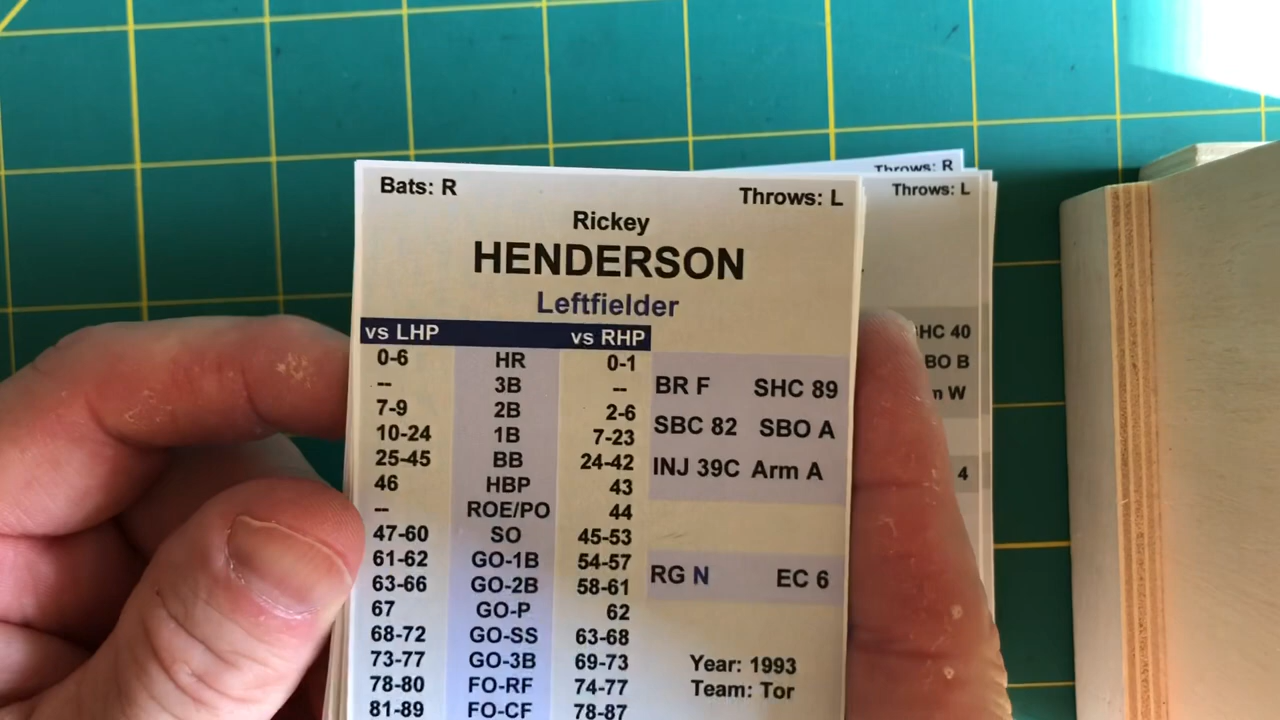 Bats: R Throws: L
Rickey
HENDERSON
Leftfielder
vs LHP vs RHP
0-6 HR 0-1
-- 3B --
7-9 2B 2-6
10-24 1B 7-23
25-45 BB 24-42
46 HBP 43
-- ROE/PO 44
47-60 SO 45-53
61-62 GO-1B 54-57
63-66 GO-2B 58-61
67 GO-P 62
68-72 GO-SS 63-68
73-77 GO-3B 69-73
78-80 FO-RF 74-77
81-89 FO-CF 78-87
BR F SHC 89
SBC 82 SBO A
INJ 39C Arm A
RG N EC 6
Year: 1993
Team: Tor
Throws: R
Throws: L
HC 40
BO B
m W
4